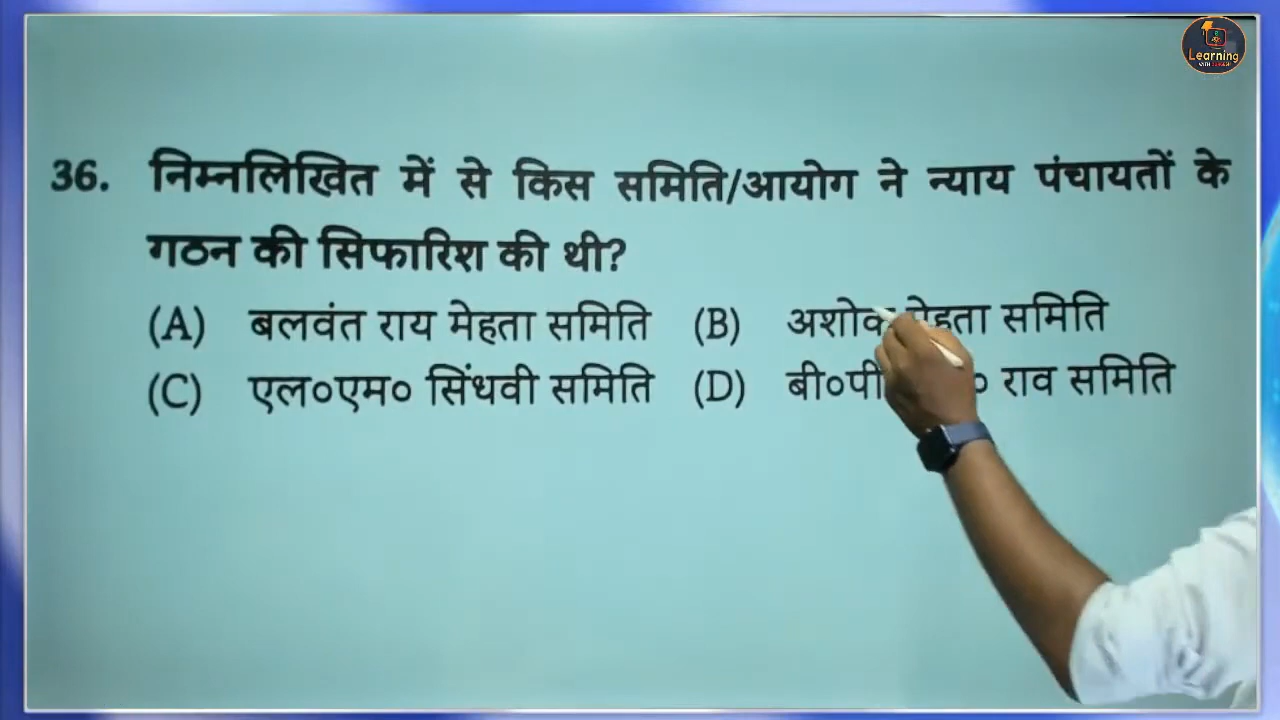 Learning
36. निम्नलिखित में से किस समिति/आयोग ने न्याय पंचायतों के
गठन की सिफारिश की थी?
(A) बलवंत राय मेहता समिति (B) अशोक मेहता समिति
(C) एल०एम० सिंधवी समिति (D) बी०पी ० राव समिति